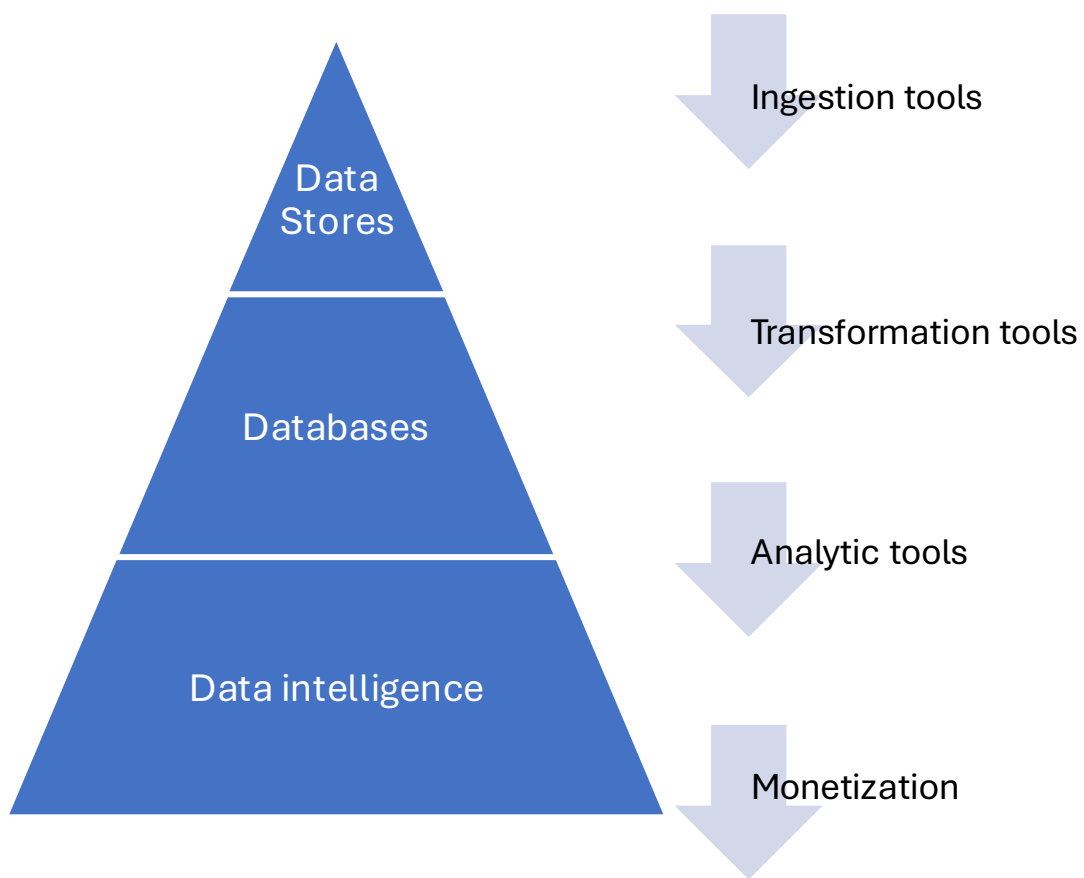 Data
Stores
Databases
Data intelligence
Ingestion tools
Transformation tools
Analytic tools
Monetization